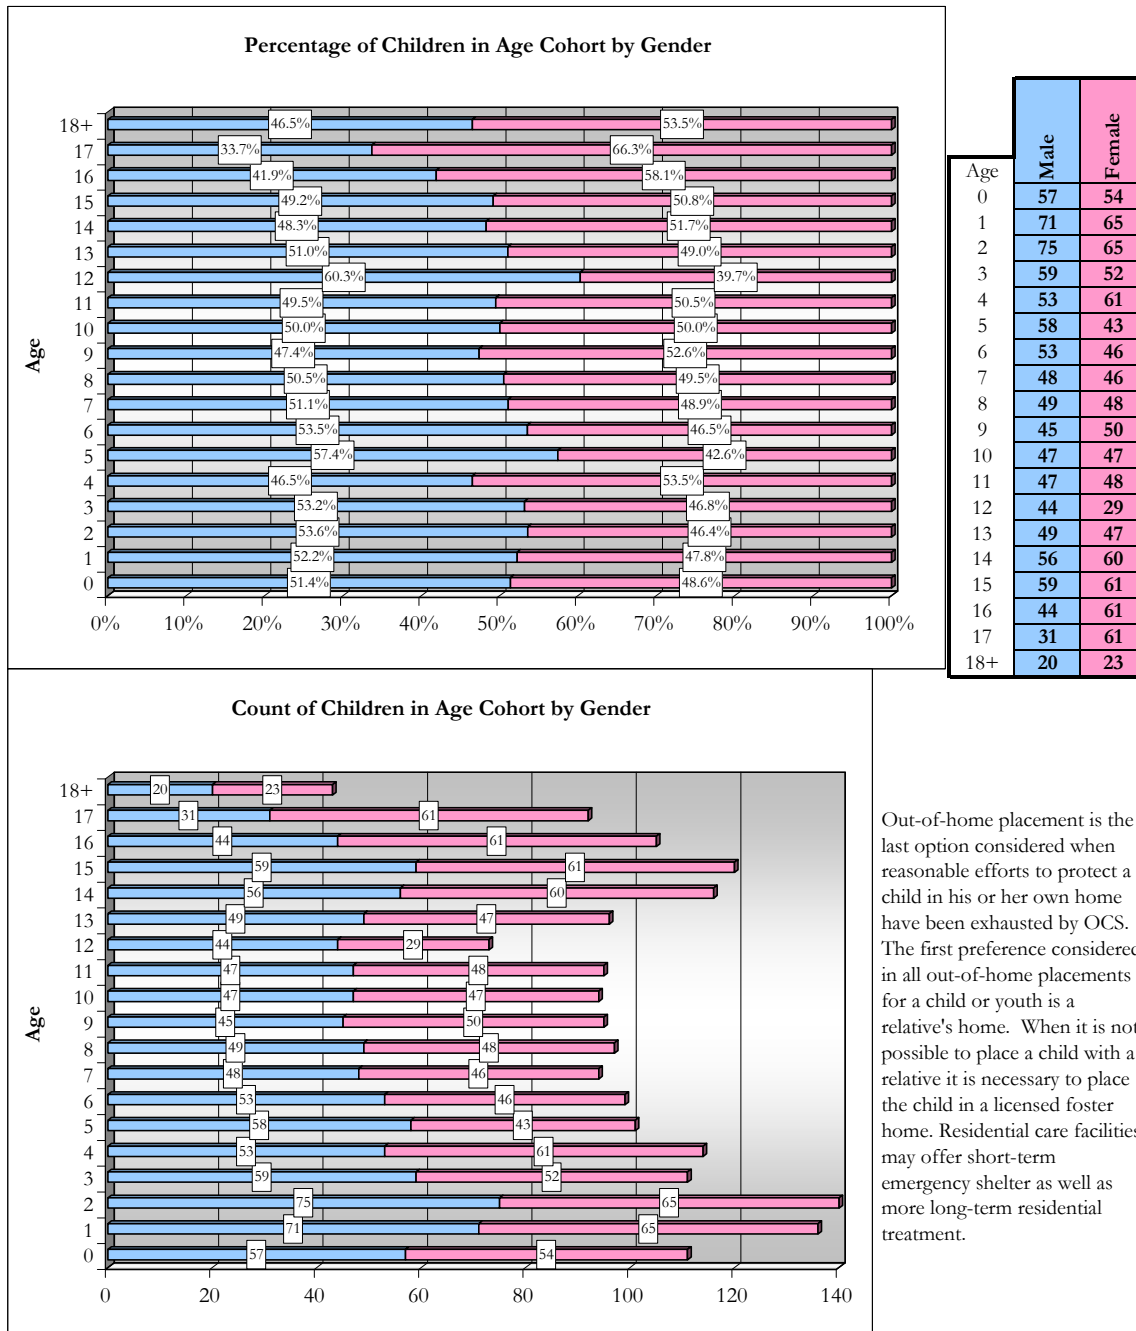 Percentage of Children in Age Cohort by Gender
Age
18+ 46.5% 53.5%
17 33.7% 66.3%
16 41.9% 58.1%
15 49.2% 50.8%
14 48.3% 51.7%
13 51.0% 49.0%
12 60.3% 39.7%
11 49.5% 50.5%
10 50.0% 50.0%
9 47.4% 52.6%
8 50.5% 49.5%
7 51.1% 48.9%
6 53.5% 46.5%
5 57.4% 42.6%
4 46.5% 53.5%
3 53.2% 46.8%
2 53.6% 46.4%
1 52.2% 47.8%
0 51.4% 48.6%
0% 10% 20% 30% 40% 50% 60% 70% 80% 90% 100%
Age Male Female
0 57 54
1 71 65
2 75 65
3 59 52
4 53 61
5 58 43
6 53 46
7 48 46
8 49 48
9 45 50
10 47 47
11 47 48
12 44 29
13 49 47
14 56 60
15 59 61
16 44 61
17 31 61
18+ 20 23
Count of Children in Age Cohort by Gender
Age
18+ 20 23
17 31 61
16 44 61
15 59 61
14 56 60
13 49 47
12 44 29
11 47 48
10 47 47
9 45 50
8 49 48
7 48 46
6 53 46
5 58 43
4 53 61
3 59 52
2 75 65
1 71 65
0 57 54
0 20 40 60 80 100 120 140
Out-of-home placement is the
last option considered when
reasonable efforts to protect a
child in his or her own home
have been exhausted by OCS.
The first preference considered
in all out-of-home placements
for a child or youth is a
relative's home. When it is not
possible to place a child with a
relative it is necessary to place
the child in a licensed foster
home. Residential care facilities
may offer short-term
emergency shelter as well as
more long-term residential
treatment.